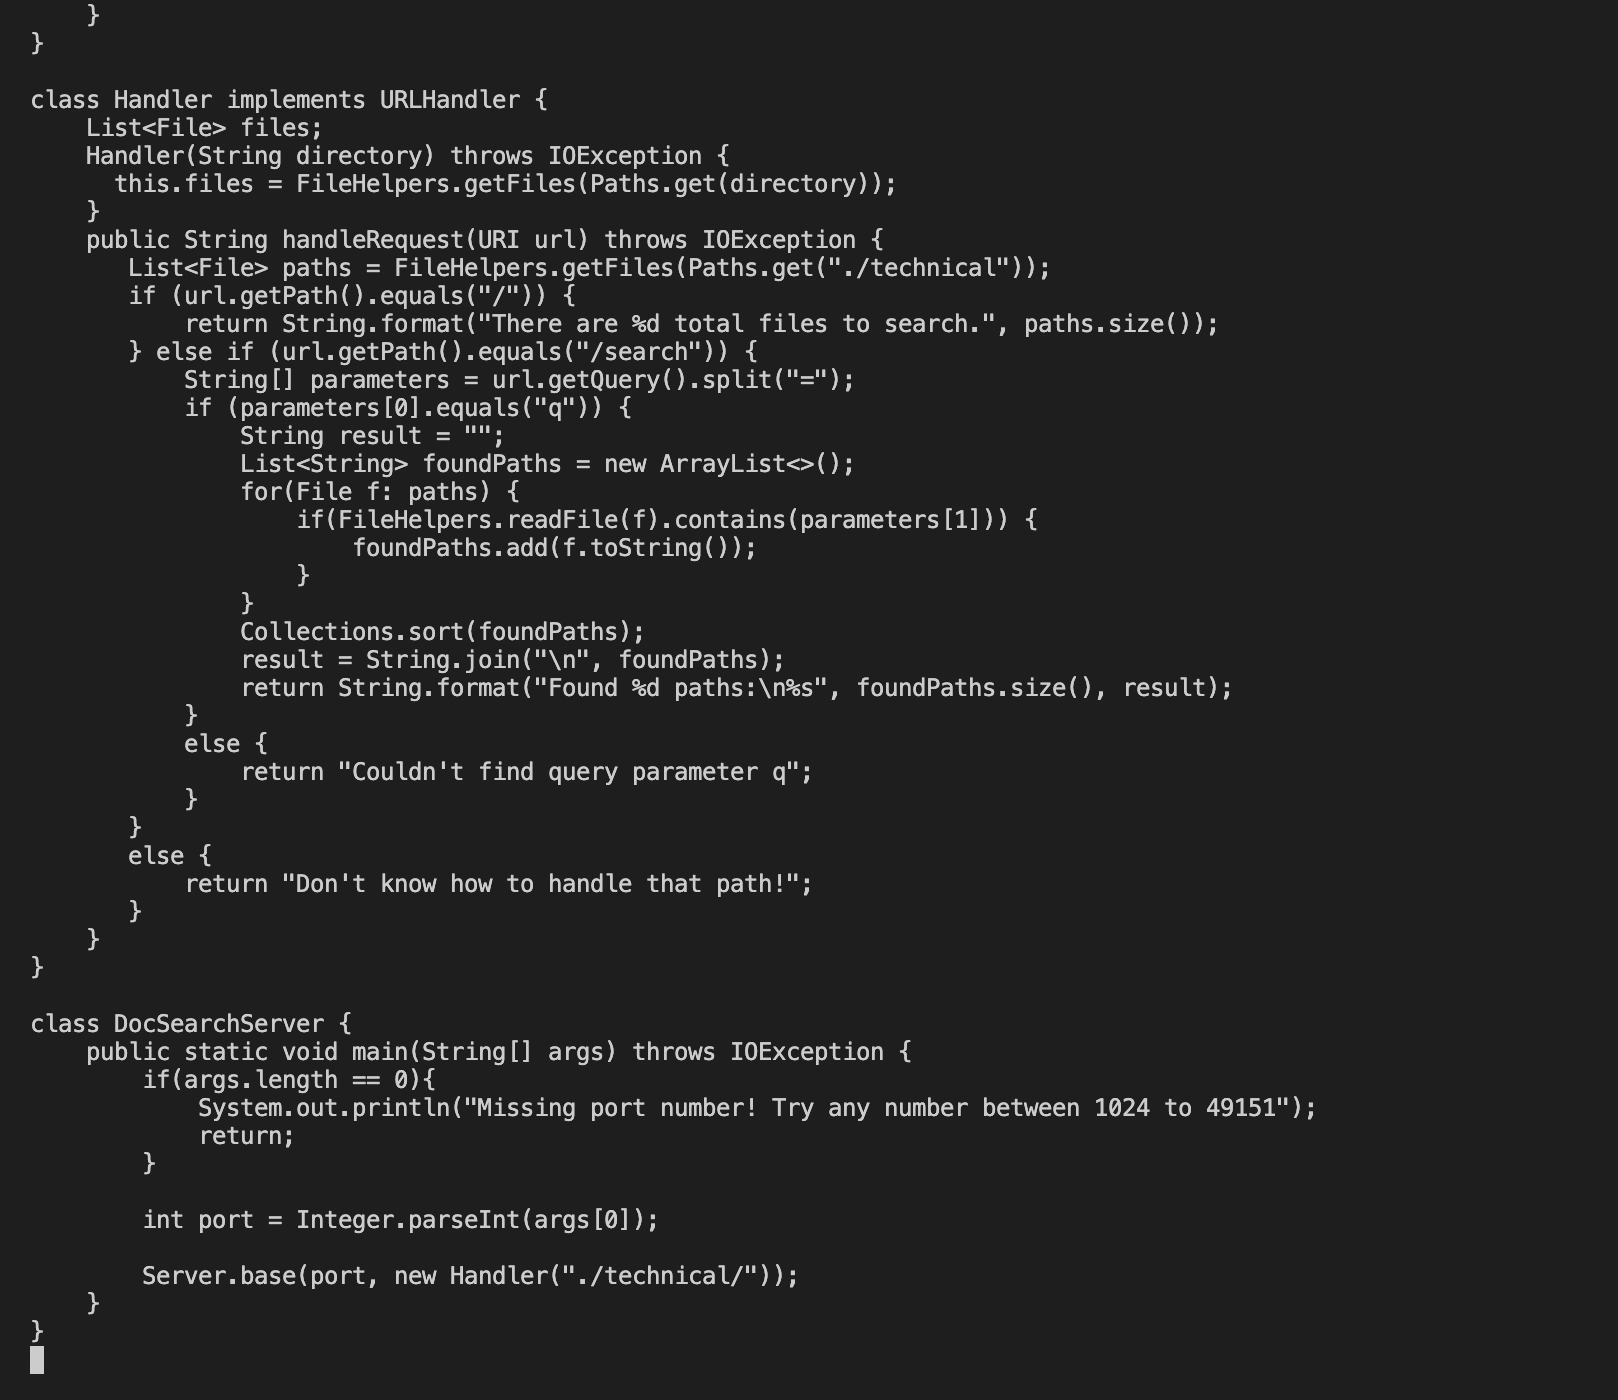 }
}

class Handler implements URLHandler {
    List<File> files;
    Handler(String directory) throws IOException {
      this.files = FileHelpers.getFiles(Paths.get(directory));
    }
    public String handleRequest(URI url) throws IOException {
       List<File> paths = FileHelpers.getFiles(Paths.get("./technical"));
       if (url.getPath().equals("/")) {
           return String.format("There are %d total files to search.", paths.size());
       } else if (url.getPath().equals("/search")) {
           String[] parameters = url.getQuery().split("=");
           if (parameters[0].equals("q")) {
               String result = "";
               List<String> foundPaths = new ArrayList<>();
               for(File f: paths) {
                   if(FileHelpers.readFile(f).contains(parameters[1])) {
                       foundPaths.add(f.toString());
                   }
               }
               Collections.sort(foundPaths);
               result = String.join("\n", foundPaths);
               return String.format("Found %d paths:\n%s", foundPaths.size(), result);
           }
           else {
               return "Couldn't find query parameter q";
           }
       }
       else {
           return "Don't know how to handle that path!";
       }
    }
}

class DocSearchServer {
    public static void main(String[] args) throws IOException {
        if(args.length == 0){
            System.out.println("Missing port number! Try any number between 1024 to 49151");
            return;
        }

        int port = Integer.parseInt(args[0]);

        Server.base(port, new Handler("./technical/"));
    }
}